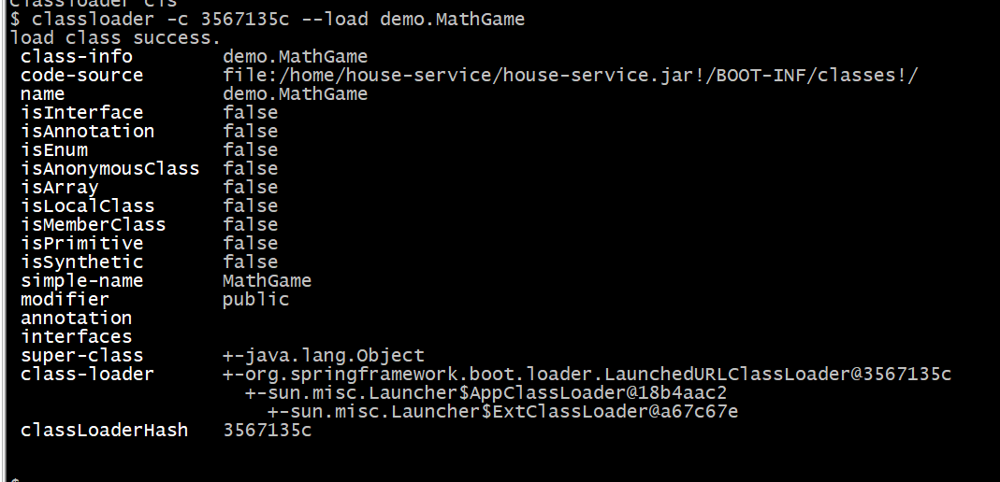 classloader cls
$ classloader -c 3567135c --load demo.MathGame
load class success.
class-info demo.MathGame
code-source file:/home/house-service/house-service.jar!/BOOT-INF/classes!/
name demo.MathGame
isInterface false
isAnnotation false
isEnum false
isAnonymousClass false
isArray false
isLocalClass false
isMemberClass false
isPrimitive false
isSynthetic false
simple-name MathGame
modifier public
annotation
interfaces
super-class +-java.lang.Object
class-loader +-org.springframework.boot.loader.LaunchedURLClassLoader@3567135c
+-sun.misc.Launcher$AppClassLoader@18b4aac2
+-sun.misc.Launcher$ExtClassLoader@a67c67e
classLoaderHash 3567135c